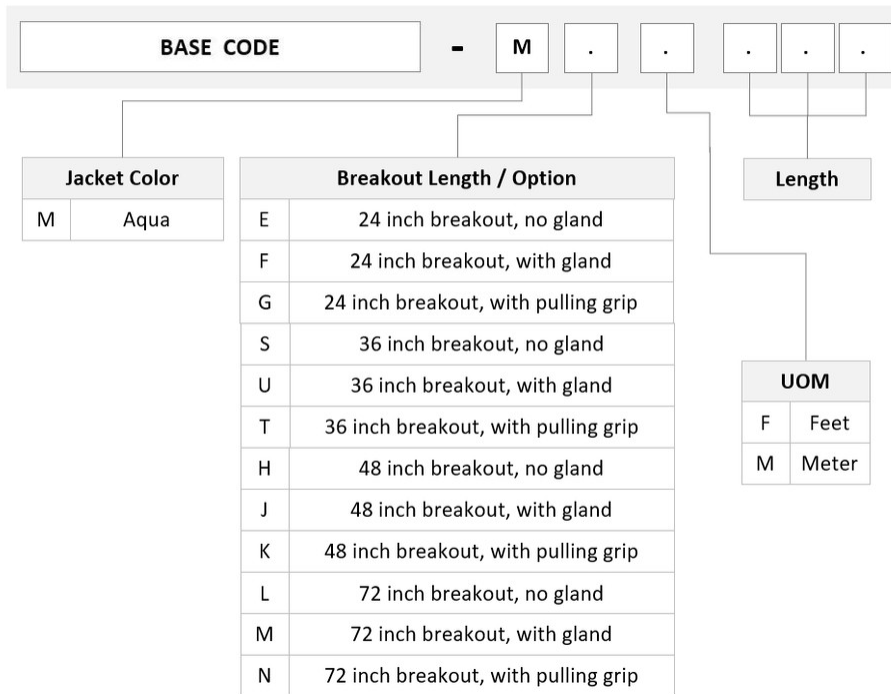 BASE CODE - M . . . . .
Jacket Color
M Aqua
Breakout Length / Option
E 24 inch breakout, no gland
F 24 inch breakout, with gland
G 24 inch breakout, with pulling grip
S 36 inch breakout, no gland
U 36 inch breakout, with gland
T 36 inch breakout, with pulling grip
H 48 inch breakout, no gland
J 48 inch breakout, with gland
K 48 inch breakout, with pulling grip
L 72 inch breakout, no gland
M 72 inch breakout, with gland
N 72 inch breakout, with pulling grip
Length
UOM
F Feet
M Meter